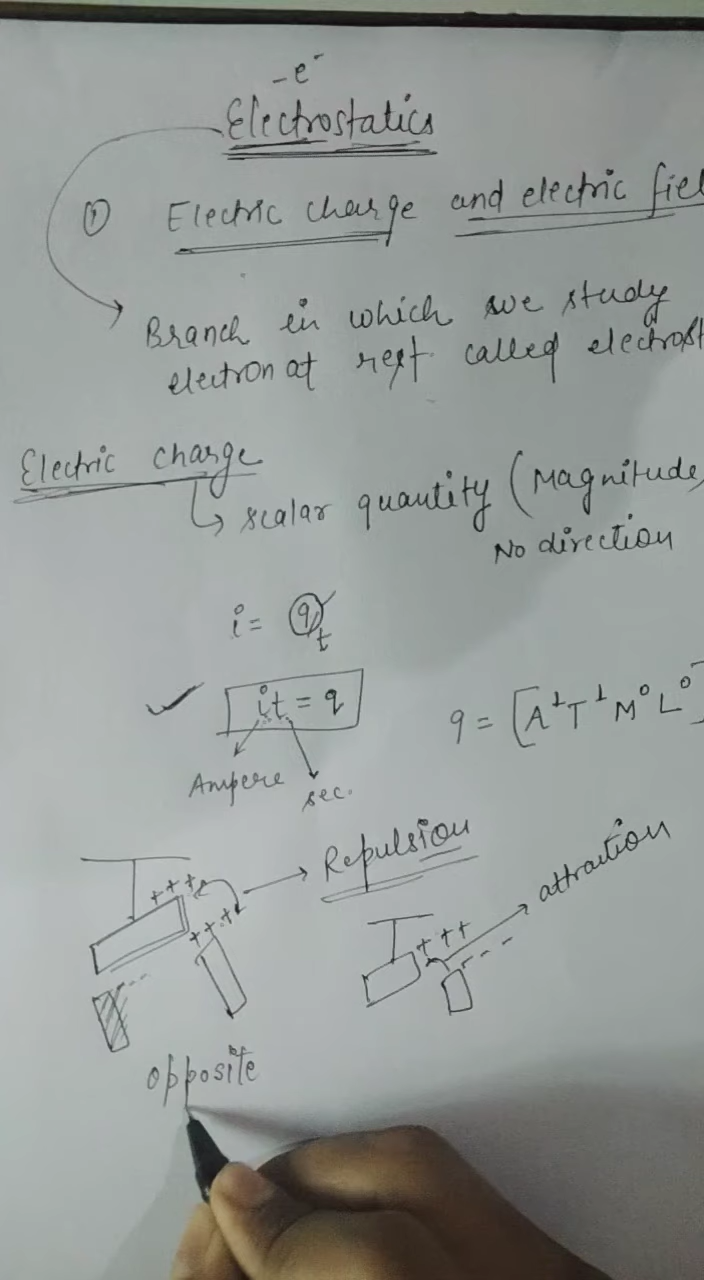 -e⁻
Electrostatics
① Electric charge and electric fiel
Branch in which we study
electron at rest called electrost
Electric charge
↳ scalar quantity (Magnitude,
No direction
i = q/t
it = q
q = [A¹T¹M⁰L⁰]
Ampere
sec.
+++ → Repulsion
+++
+++ attraction
---
---
opposite